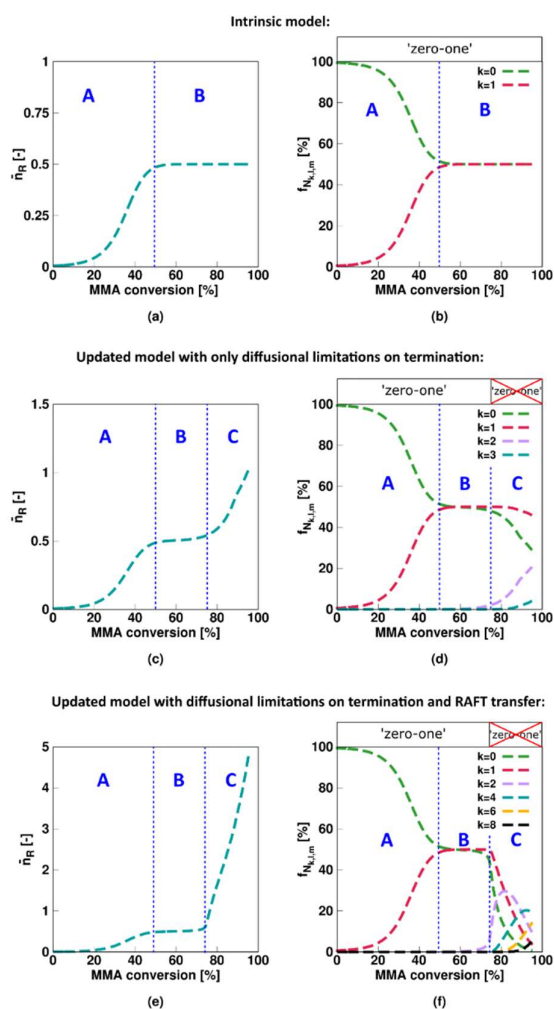 Intrinsic model:
1
0.75
0.5
0.25
0
A
B
n̄R [-]
0 20 40 60 80 100
MMA conversion [%]
(a)
'zero-one'
100
80
60
40
20
0
k=0
k=1
A
B
fNk,l,m [%]
0 20 40 60 80 100
MMA conversion [%]
(b)
Updated model with only diffusional limitations on termination:
1.5
1
0.5
0
A
B
C
n̄R [-]
0 20 40 60 80 100
MMA conversion [%]
(c)
'zero-one'
'zero-one'
100
80
60
40
20
0
k=0
k=1
k=2
k=3
A
B
C
fNk,l,m [%]
0 20 40 60 80 100
MMA conversion [%]
(d)
Updated model with diffusional limitations on termination and RAFT transfer:
5
4
3
2
1
0
A
B
C
n̄R [-]
0 20 40 60 80 100
MMA conversion [%]
(e)
'zero-one'
'zero-one'
100
80
60
40
20
0
k=0
k=1
k=2
k=4
k=6
k=8
A
B
C
fNk,l,m [%]
0 20 40 60 80 100
MMA conversion [%]
(f)